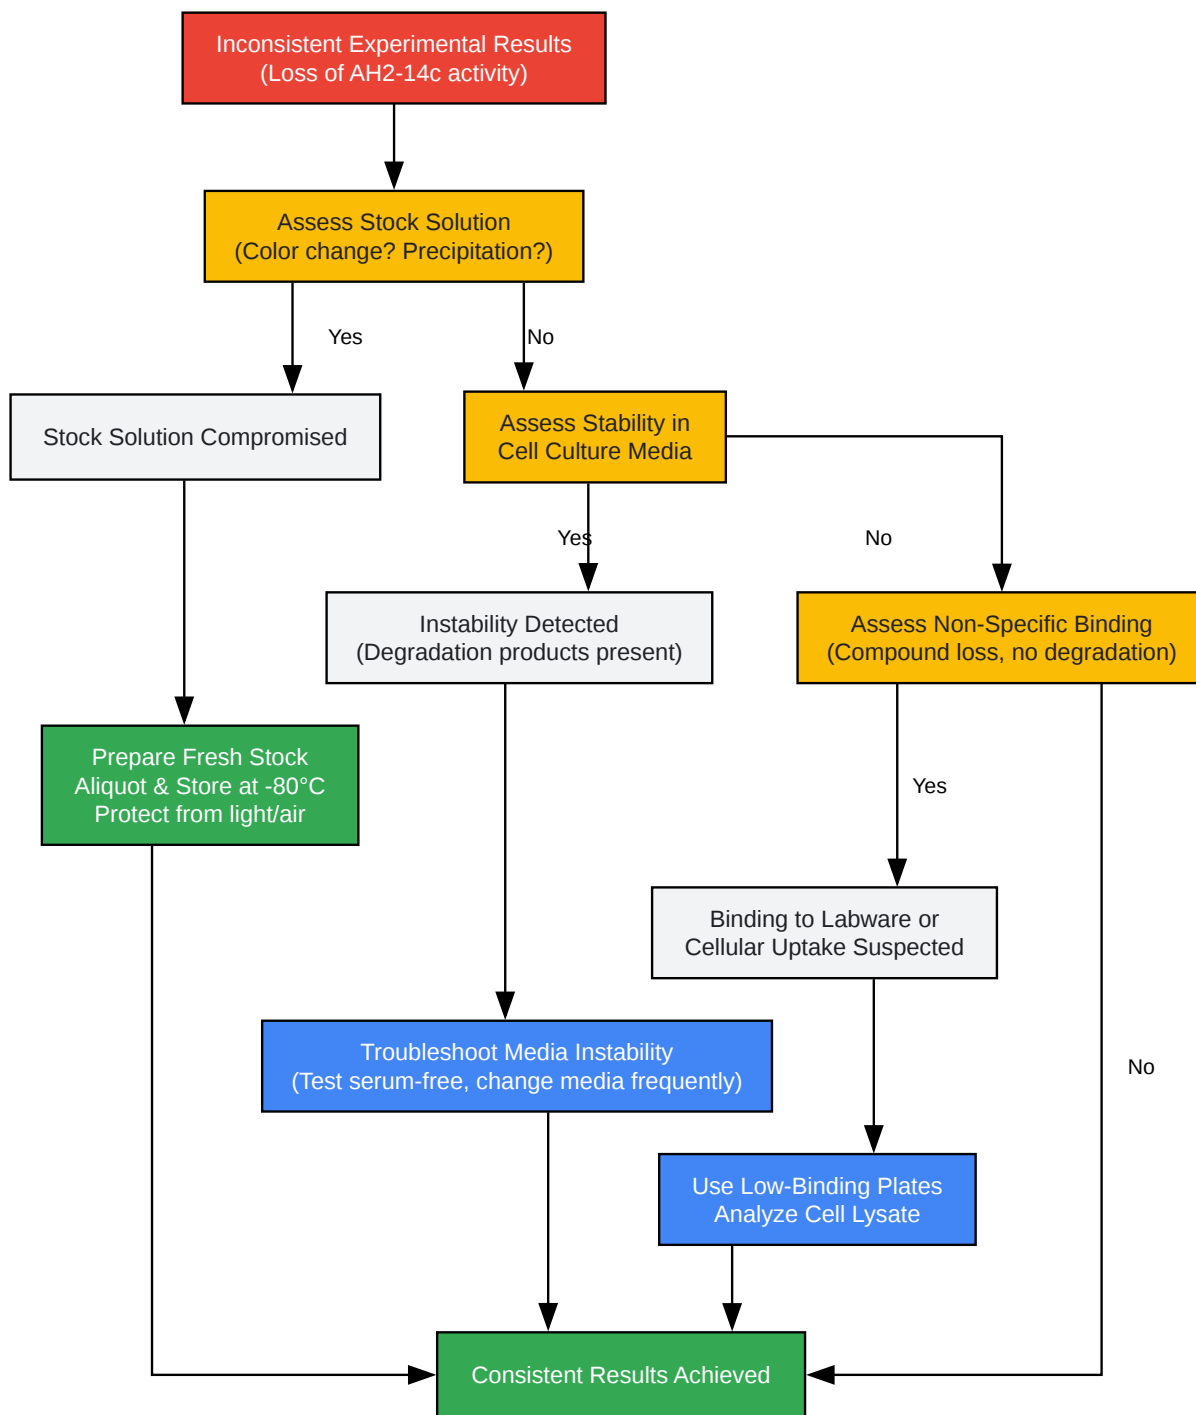 Inconsistent Experimental Results
(Loss of AH2-14c activity)
Assess Stock Solution
(Color change? Precipitation?)
Yes
No
Stock Solution Compromised
Assess Stability in
Cell Culture Media
Yes
No
Instability Detected
(Degradation products present)
Assess Non-Specific Binding
(Compound loss, no degradation)
Prepare Fresh Stock
Aliquot & Store at -80°C
Protect from light/air
Yes
Binding to Labware or
Cellular Uptake Suspected
Troubleshoot Media Instability
(Test serum-free, change media frequently)
No
Use Low-Binding Plates
Analyze Cell Lysate
Consistent Results Achieved